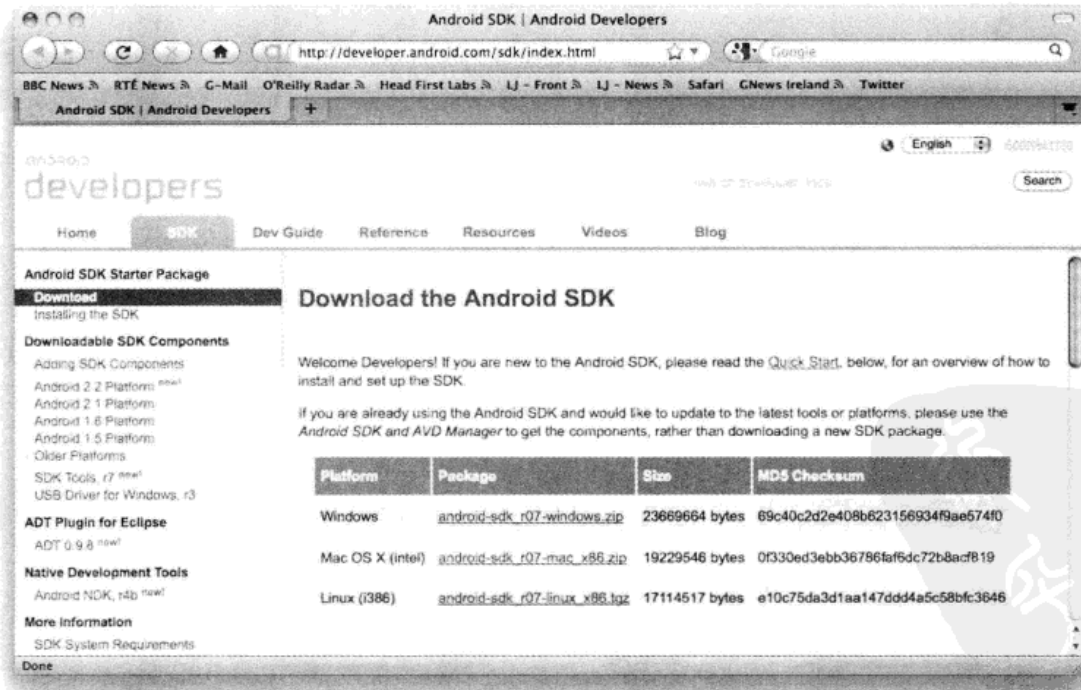 Android SDK | Android Developers
http://developer.android.com/sdk/index.html
Google
BBC News RTÉ News G-Mail O'Reilly Radar Head First Labs LJ - Front LJ - News Safari GNews Ireland Twitter
Android SDK | Android Developers +
English
android
developers
Search
Home SDK Dev Guide Reference Resources Videos Blog
Android SDK Starter Package
Download
Installing the SDK
Downloadable SDK Components
Adding SDK Components
Android 2.2 Platform new!
Android 2.1 Platform
Android 1.6 Platform
Android 1.5 Platform
Older Platforms
SDK Tools, r7 new!
USB Driver for Windows, r3
ADT Plugin for Eclipse
ADT 0.9.8 new!
Native Development Tools
Android NDK, r4b new!
More Information
SDK System Requirements
Download the Android SDK
Welcome Developers! If you are new to the Android SDK, please read the Quick Start, below, for an overview of how to
install and set up the SDK.
If you are already using the Android SDK and would like to update to the latest tools or platforms, please use the
Android SDK and AVD Manager to get the components, rather than downloading a new SDK package.
Platform Package Size MD5 Checksum
Windows android-sdk_r07-windows.zip 23669664 bytes 69c40c2d2e408b623156934f9ae574f0
Mac OS X (intel) android-sdk_r07-mac_x86.zip 19229546 bytes 0f330ed3ebb36786faf6dc72b8acf819
Linux (i386) android-sdk_r07-linux_x86.tgz 17114517 bytes e10c75da3d1aa147ddd4a5c58bfc3646
Done